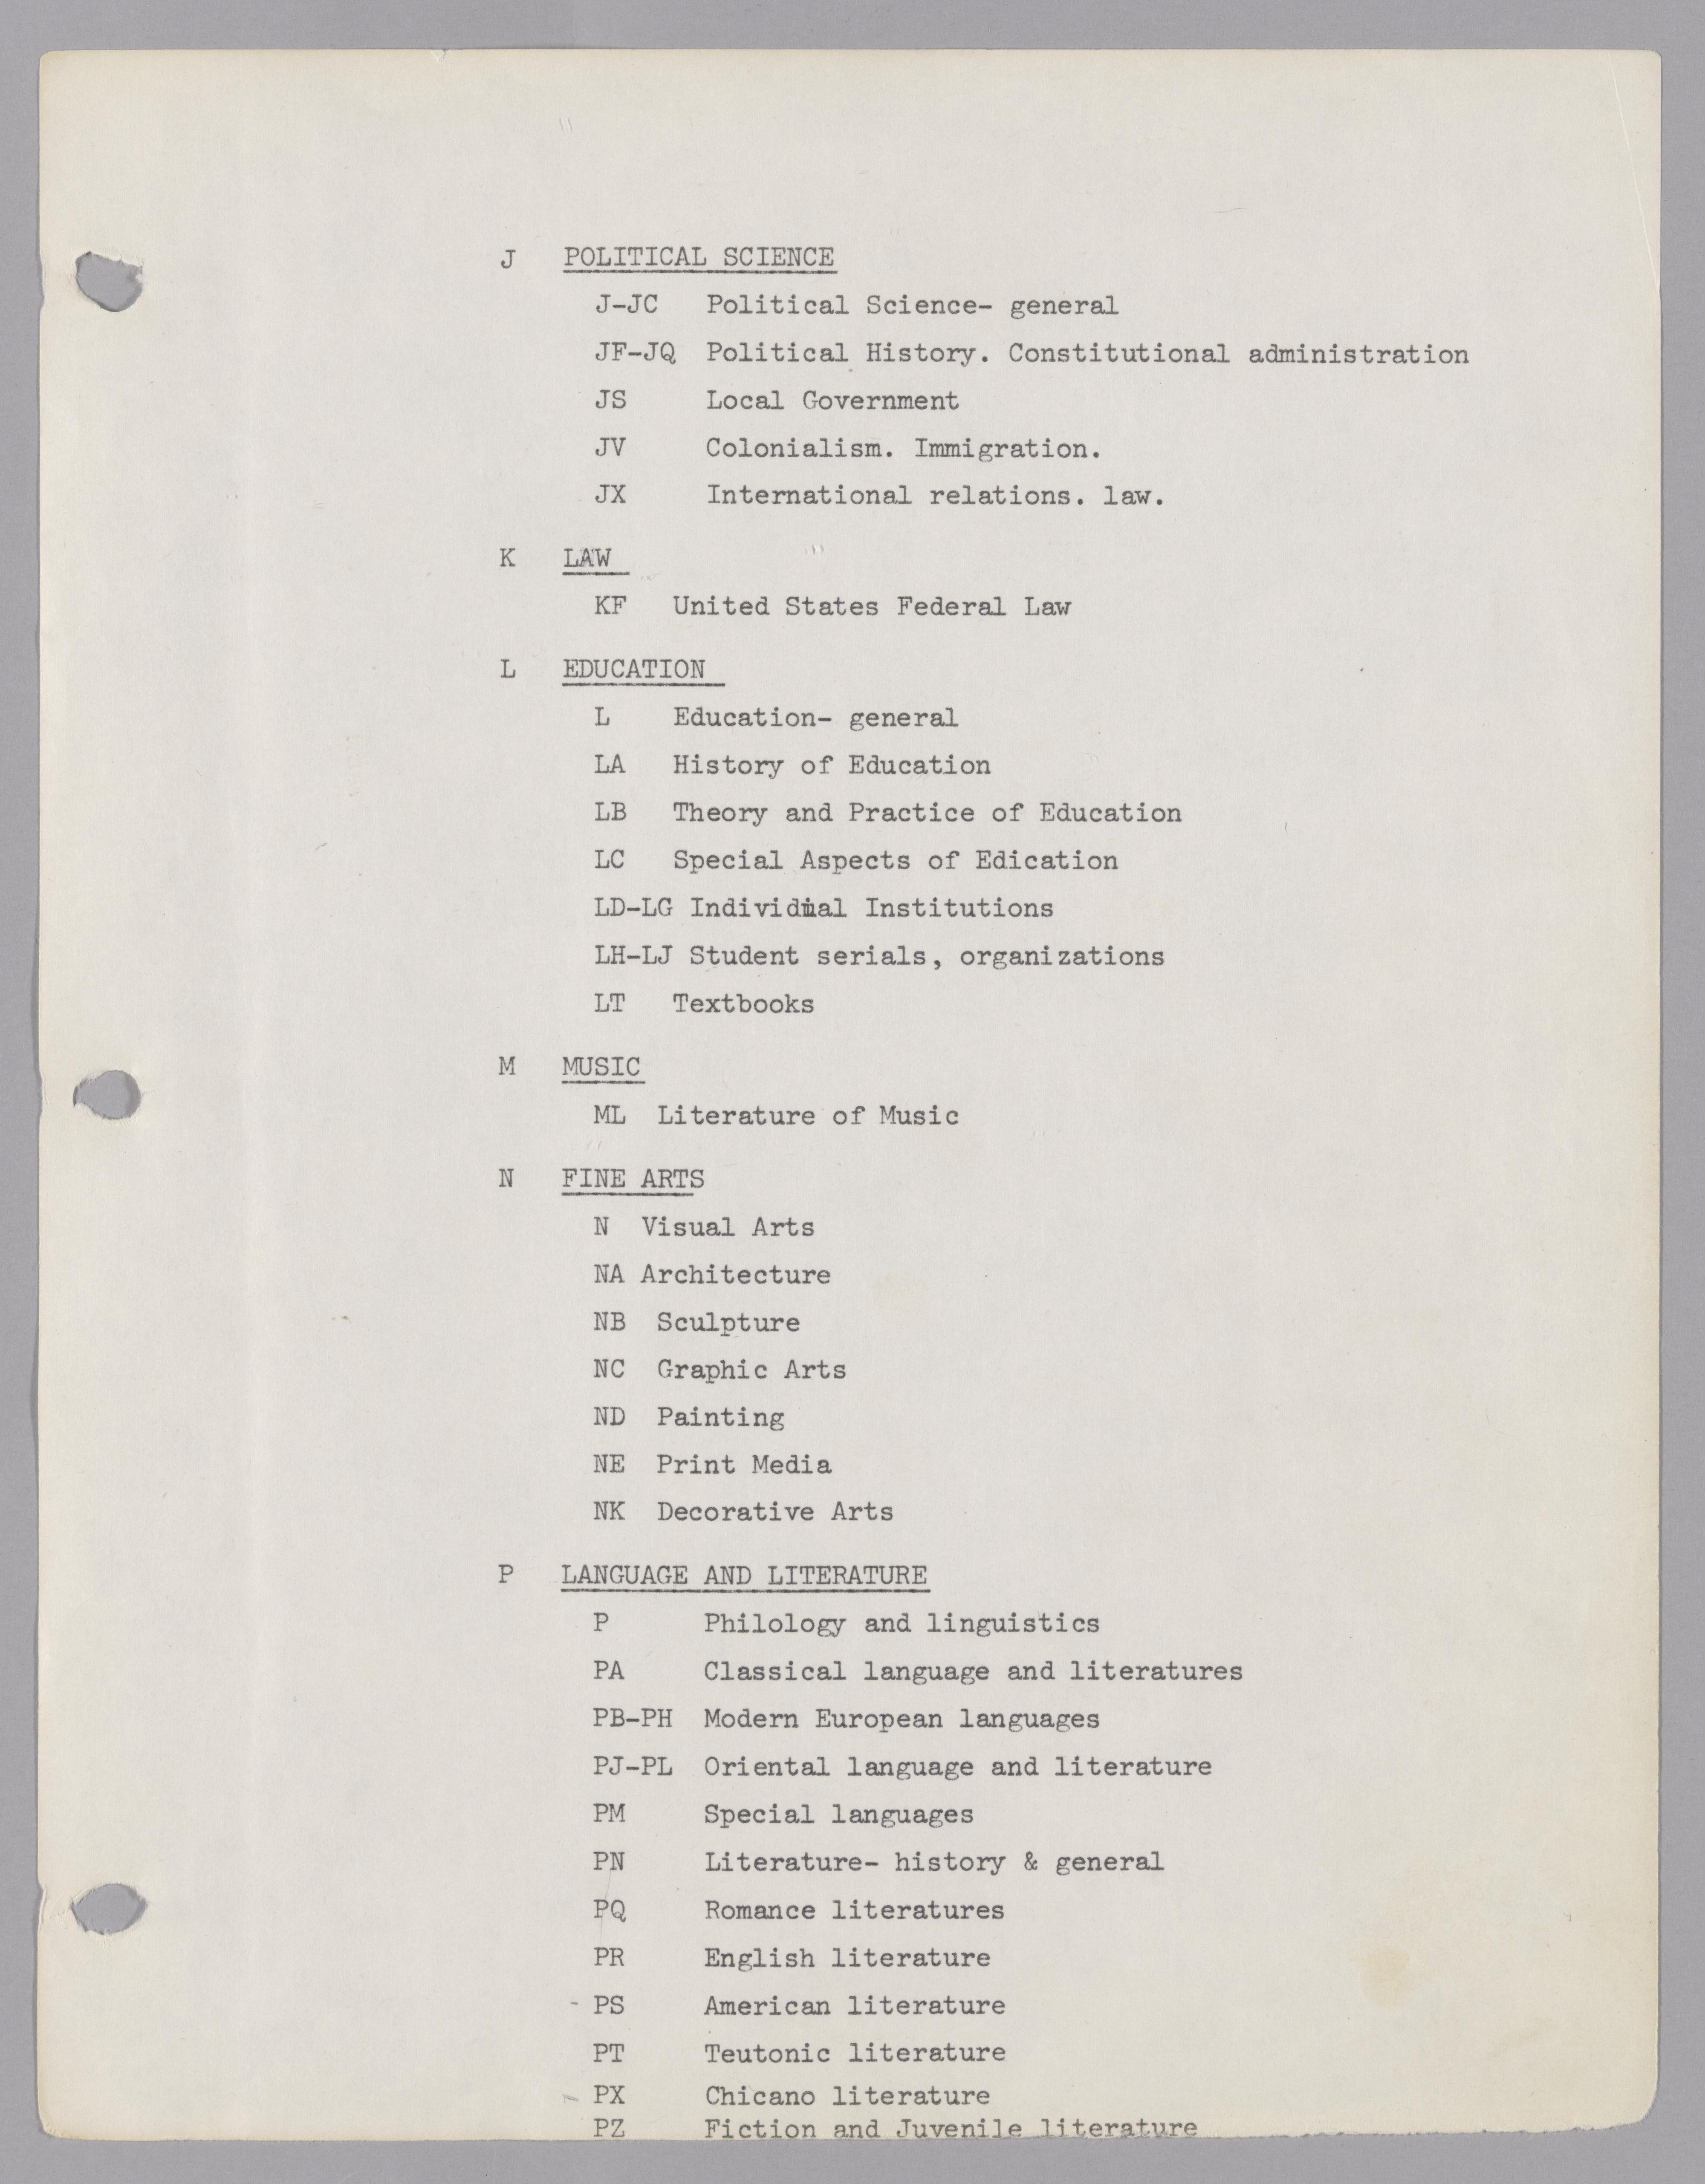 J POLITICAL SCIENCE
J-JC Political Science- general
JF-JQ Political History. Constitutional administration
JS Local Government
JV Colonialism. Immigration.
JX International relations. law.
K LAW
KF United States Federal Law
L EDUCATION
L Education- general
LA History of Education
LB Theory and Practice of Education
LC Special Aspects of Edication
LD-LG Individual Institutions
LH-LJ Student serials, organizations
LT Textbooks
M MUSIC
ML Literature of Music
N FINE ARTS
N Visual Arts
NA Architecture
NB Sculpture
NC Graphic Arts
ND Painting
NE Print Media
NK Decorative Arts
P LANGUAGE AND LITERATURE
P Philology and linguistics
PA Classical language and literatures
PB-PH Modern European languages
PJ-PL Oriental language and literature
PM Special languages
PN Literature- history & general
PQ Romance literatures
PR English literature
- PS American literature
PT Teutonic literature
- PX Chicano literature
PZ Fiction and Juvenile literature